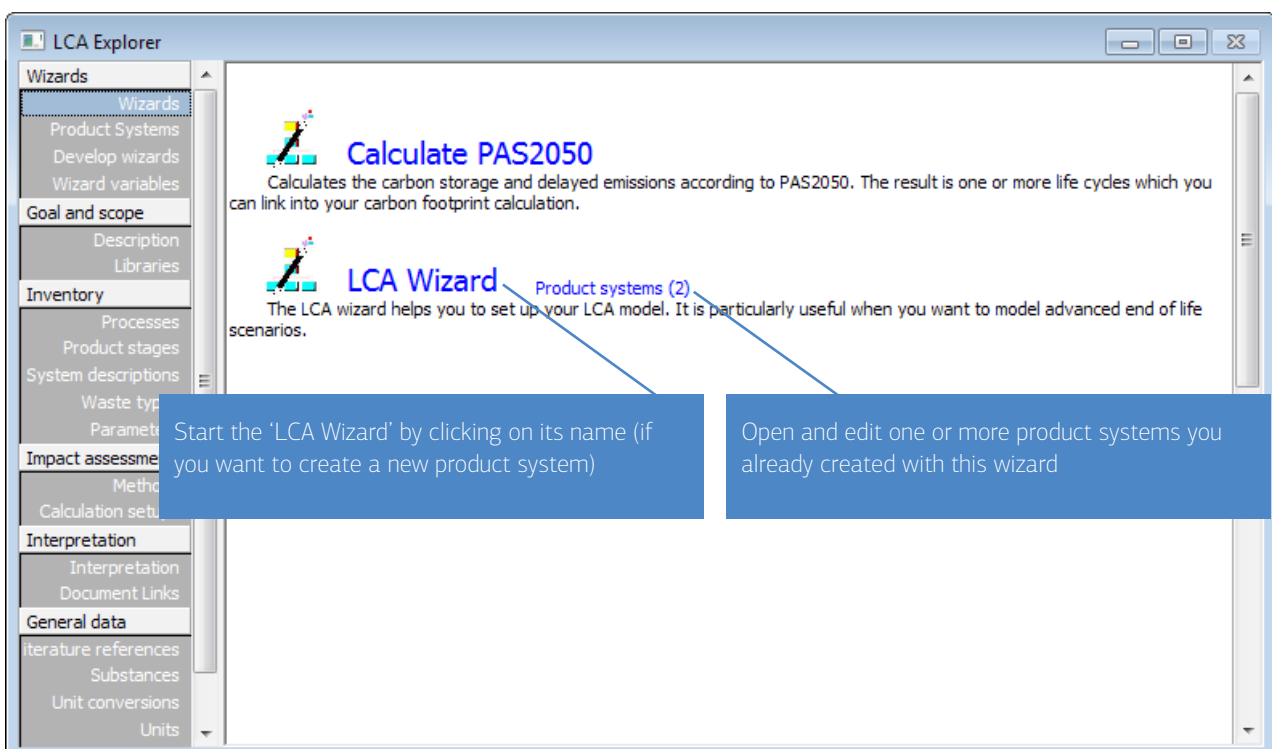 LCA Explorer
Wizards
Wizards
Product Systems
Develop wizards
Wizard variables
Goal and scope
Description
Libraries
Inventory
Processes
Product stages
System descriptions
Waste typ
Paramete
Impact assessme
Metho
Calculation setu
Interpretation
Interpretation
Document Links
General data
iterature references
Substances
Unit conversions
Units
Calculate PAS2050
Calculates the carbon storage and delayed emissions according to PAS2050. The result is one or more life cycles which you
can link into your carbon footprint calculation.
LCA Wizard Product systems (2)
The LCA wizard helps you to set up your LCA model. It is particularly useful when you want to model advanced end of life
scenarios.
Start the ‘LCA Wizard’ by clicking on its name (if
you want to create a new product system)
Open and edit one or more product systems you
already created with this wizard